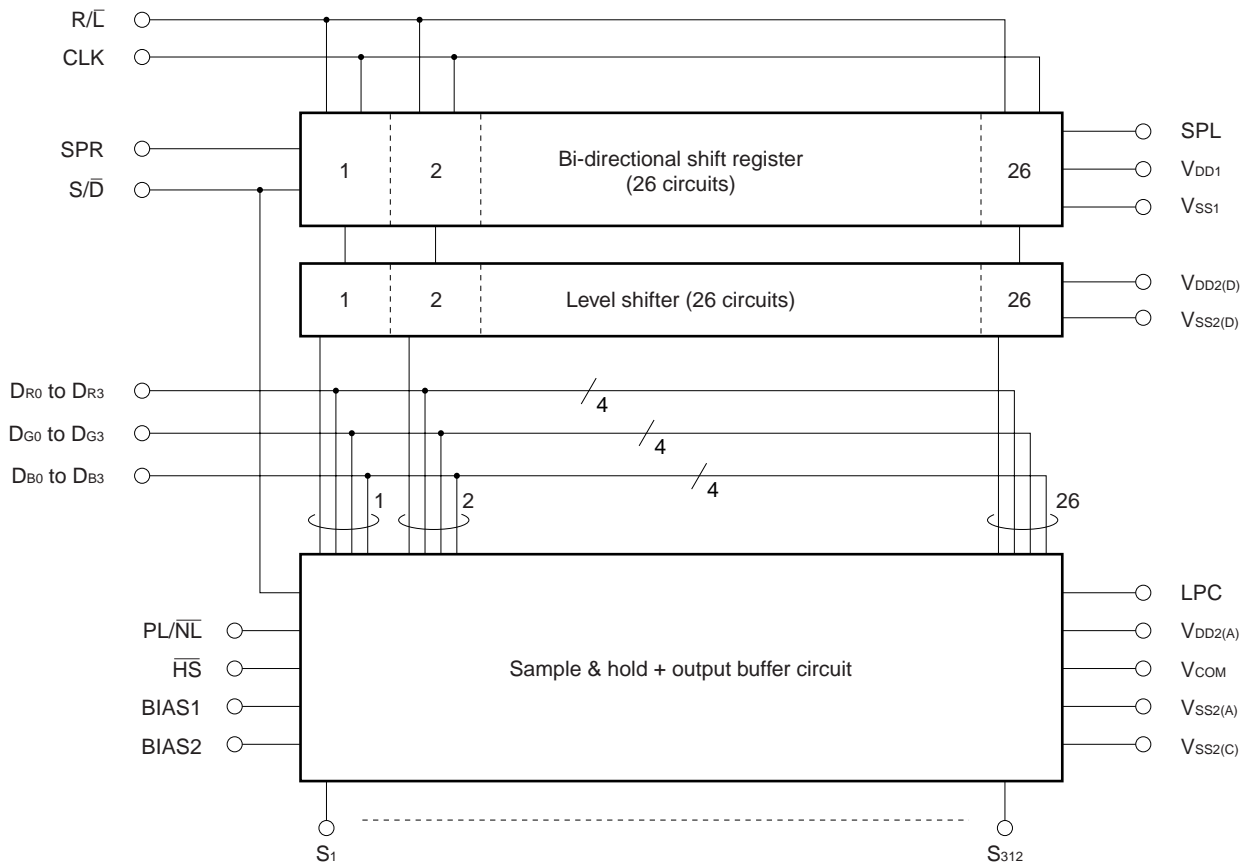 R/L̅
CLK
SPR
S/D̅
1
2
Bi-directional shift register
(26 circuits)
26
SPL
VDD1
VSS1
1
2
Level shifter (26 circuits)
26
VDD2(D)
VSS2(D)
DR0 to DR3
4
DG0 to DG3
4
DB0 to DB3
4
1
2
26
PL/N̅L̅
H̅S̅
BIAS1
BIAS2
Sample & hold + output buffer circuit
LPC
VDD2(A)
VCOM
VSS2(A)
VSS2(C)
S1
S312